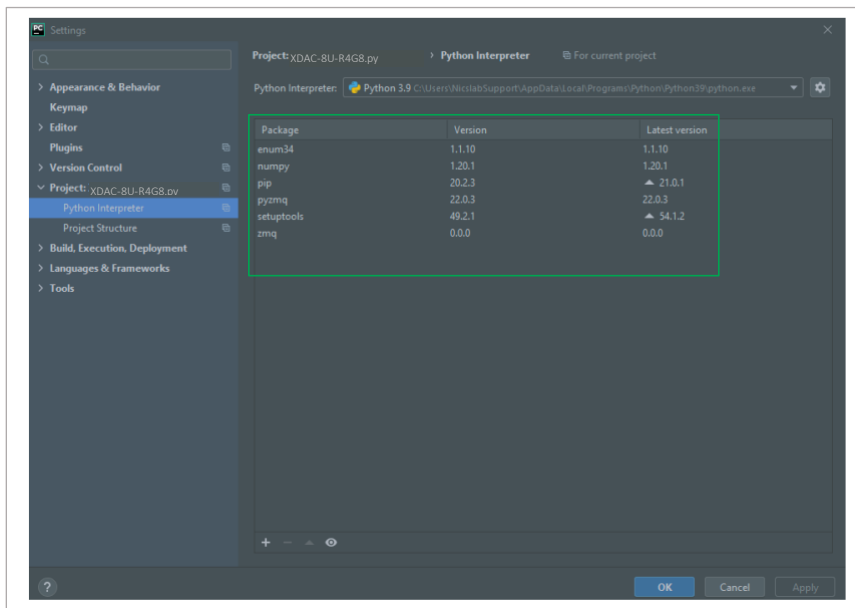 PC Settings
Project: XDAC-8U-R4G8.py > Python Interpreter For current project
Appearance & Behavior
Python Interpreter: Python 3.9 C:\Users\NicslabSupport\AppData\Local\Programs\Python\Python39\python.exe
Keymap
Editor
Plugins
Version Control
Project: XDAC-8U-R4G8.py
Python Interpreter
Project Structure
Build, Execution, Deployment
Languages & Frameworks
Tools
Package Version Latest version
enum34 1.1.10 1.1.10
numpy 1.20.1 1.20.1
pip 20.2.3 21.0.1
pyzmq 22.0.3 22.0.3
setuptools 49.2.1 54.1.2
zmq 0.0.0 0.0.0
? OK Cancel Apply